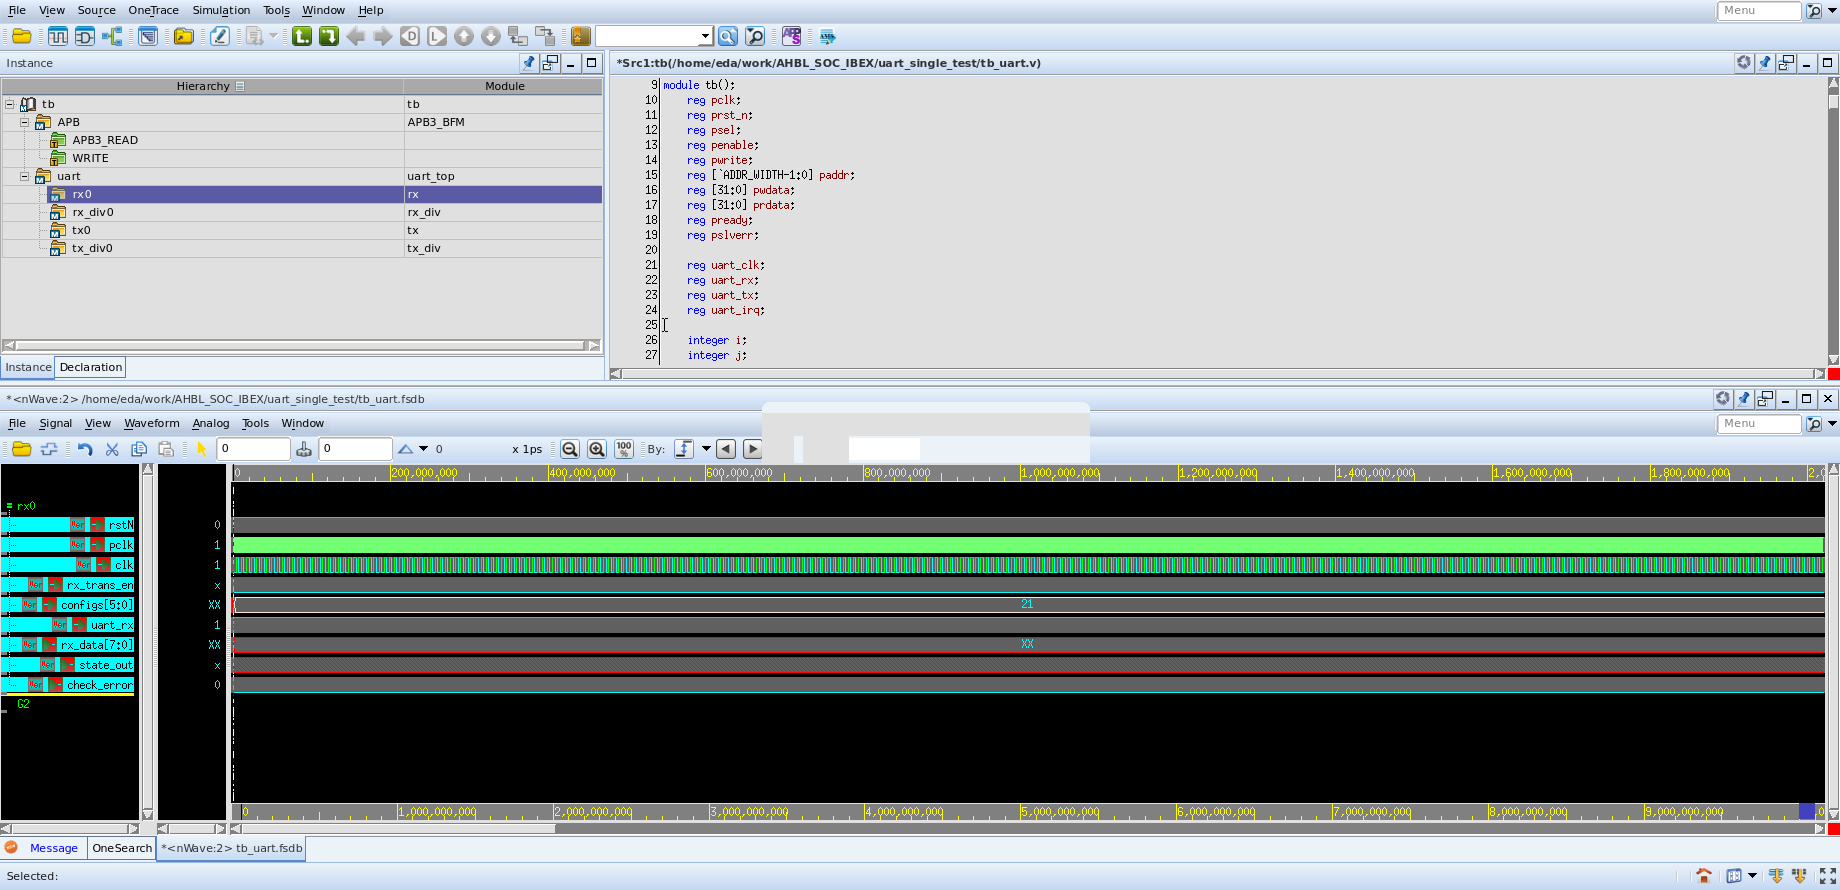 File View Source OneTrace Simulation Tools Window Help Menu
Instance
*Src1:tb(/home/eda/work/AHBL_SOC_IBEX/uart_single_test/tb_uart.v)
Hierarchy Module
tb tb
APB APB3_BFM
APB3_READ
WRITE
uart uart_top
rx0 rx
rx_div0 rx_div
tx0 tx
tx_div0 tx_div
Instance Declaration
9 module tb();
10 reg pclk;
11 reg prst_n;
12 reg psel;
13 reg penable;
14 reg pwrite;
15 reg [`ADDR_WIDTH-1:0] paddr;
16 reg [31:0] pwdata;
17 reg [31:0] prdata;
18 reg pready;
19 reg pslverr;
20
21 reg uart_clk;
22 reg uart_rx;
23 reg uart_tx;
24 reg uart_irq;
25
26 integer i;
27 integer j;
*<nWave:2> /home/eda/work/AHBL_SOC_IBEX/uart_single_test/tb_uart.fsdb
File Signal View Waveform Analog Tools Window Menu
0 0 0 x 1ps 100 % By:
0 200,000,000 400,000,000 600,000,000 800,000,000 1,000,000,000 1,200,000,000 1,400,000,000 1,600,000,000 1,800,000,000 2,0
rx0
rstN 0
pclk 1
clk 1
rx_trans_en x
configs[5:0] XX 21
uart_rx 1
rx_data[7:0] XX XX
state_out x
check_error 0
G2
0 1,000,000,000 2,000,000,000 3,000,000,000 4,000,000,000 5,000,000,000 6,000,000,000 7,000,000,000 8,000,000,000 9,000,000,000
Message OneSearch *<nWave:2> tb_uart.fsdb
Selected: